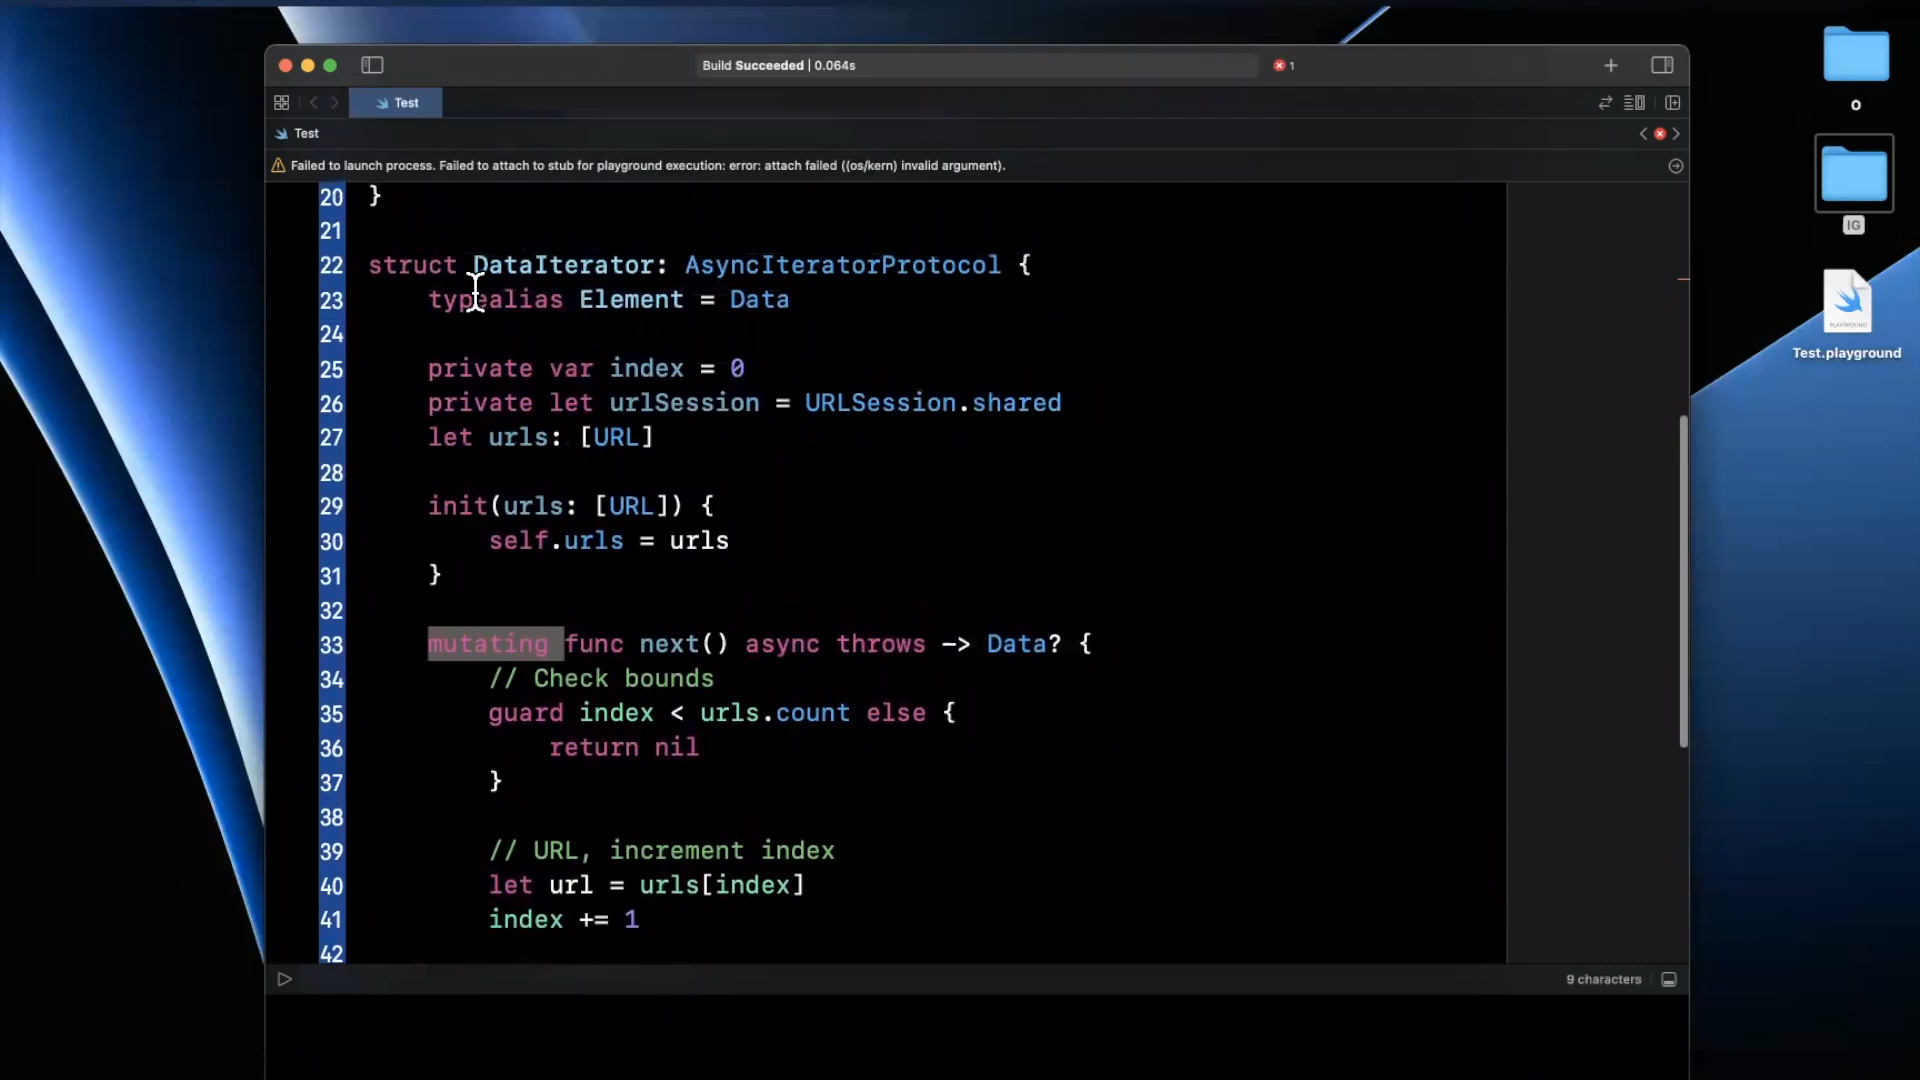 Build Succeeded | 0.064s
1
Test
Test
Failed to launch process. Failed to attach to stub for playground execution: error: attach failed ((os/kern) invalid argument).
20 }
21
22 struct DataIterator: AsyncIteratorProtocol {
23 typealias Element = Data
24
25 private var index = 0
26 private let urlSession = URLSession.shared
27 let urls: [URL]
28
29 init(urls: [URL]) {
30 self.urls = urls
31 }
32
33 mutating func next() async throws -> Data? {
34 // Check bounds
35 guard index < urls.count else {
36 return nil
37 }
38
39 // URL, increment index
40 let url = urls[index]
41 index += 1
42
9 characters
o
IG
Test.playground